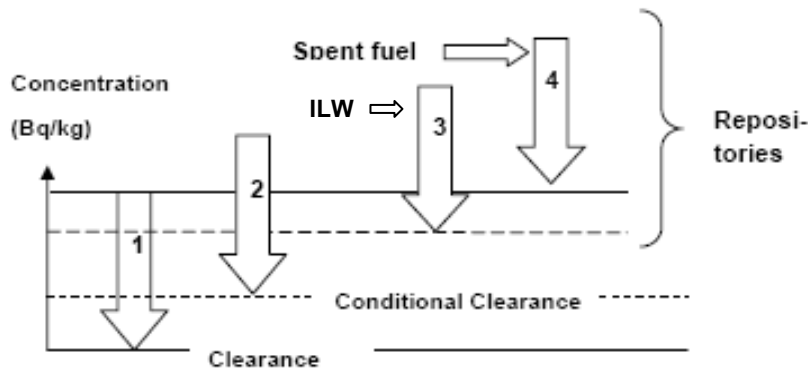 Spent fuel
4
Concentration
ILW
3
(Bq/kg)
Reposi-
tories
2
1
Conditional Clearance
Clearance